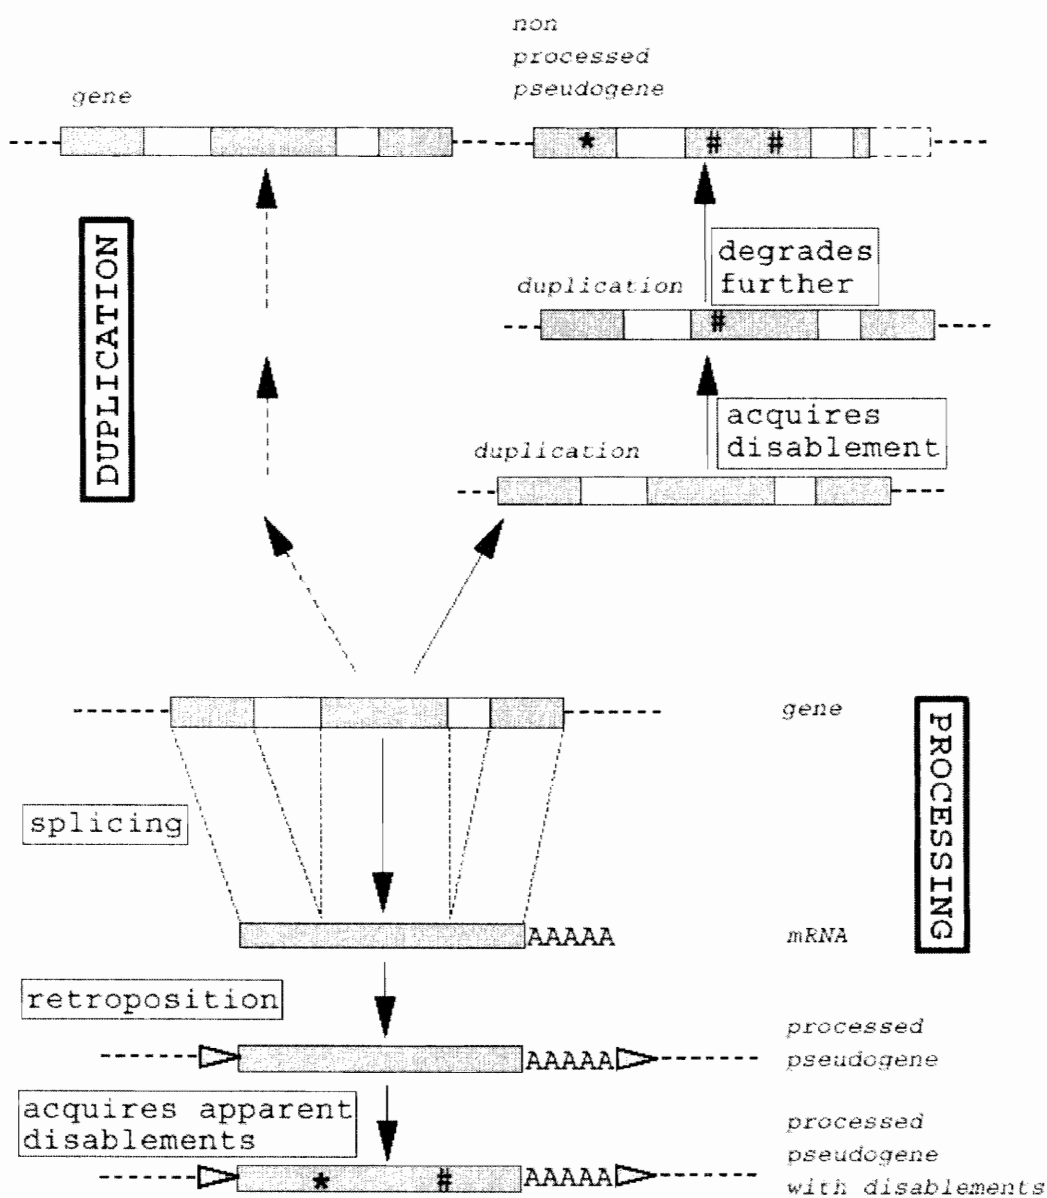 non
processed
pseudogene
gene
* # #
DUPLICATION
degrades
further
duplication
#
acquires
disablement
duplication
gene
PROCESSING
splicing
AAAAA
mRNA
retroposition
processed
AAAAA
pseudogene
acquires apparent
disablements
processed
pseudogene
* #
AAAAA
with disablements